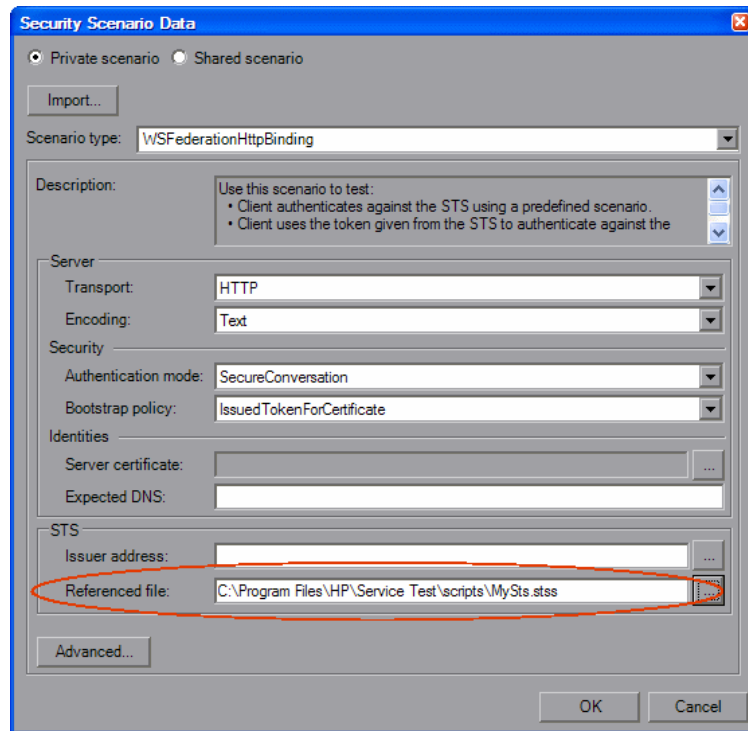 Security Scenario Data
Private scenario Shared scenario
Import...
Scenario type: WSFederationHttpBinding
Description: Use this scenario to test:
• Client authenticates against the STS using a predefined scenario.
• Client uses the token given from the STS to authenticate against the
Server
Transport: HTTP
Encoding: Text
Security
Authentication mode: SecureConversation
Bootstrap policy: IssuedTokenForCertificate
Identities
Server certificate: ...
Expected DNS:
STS
Issuer address: ...
Referenced file: C:\Program Files\HP\Service Test\scripts\MySts.stss ...
Advanced...
OK Cancel